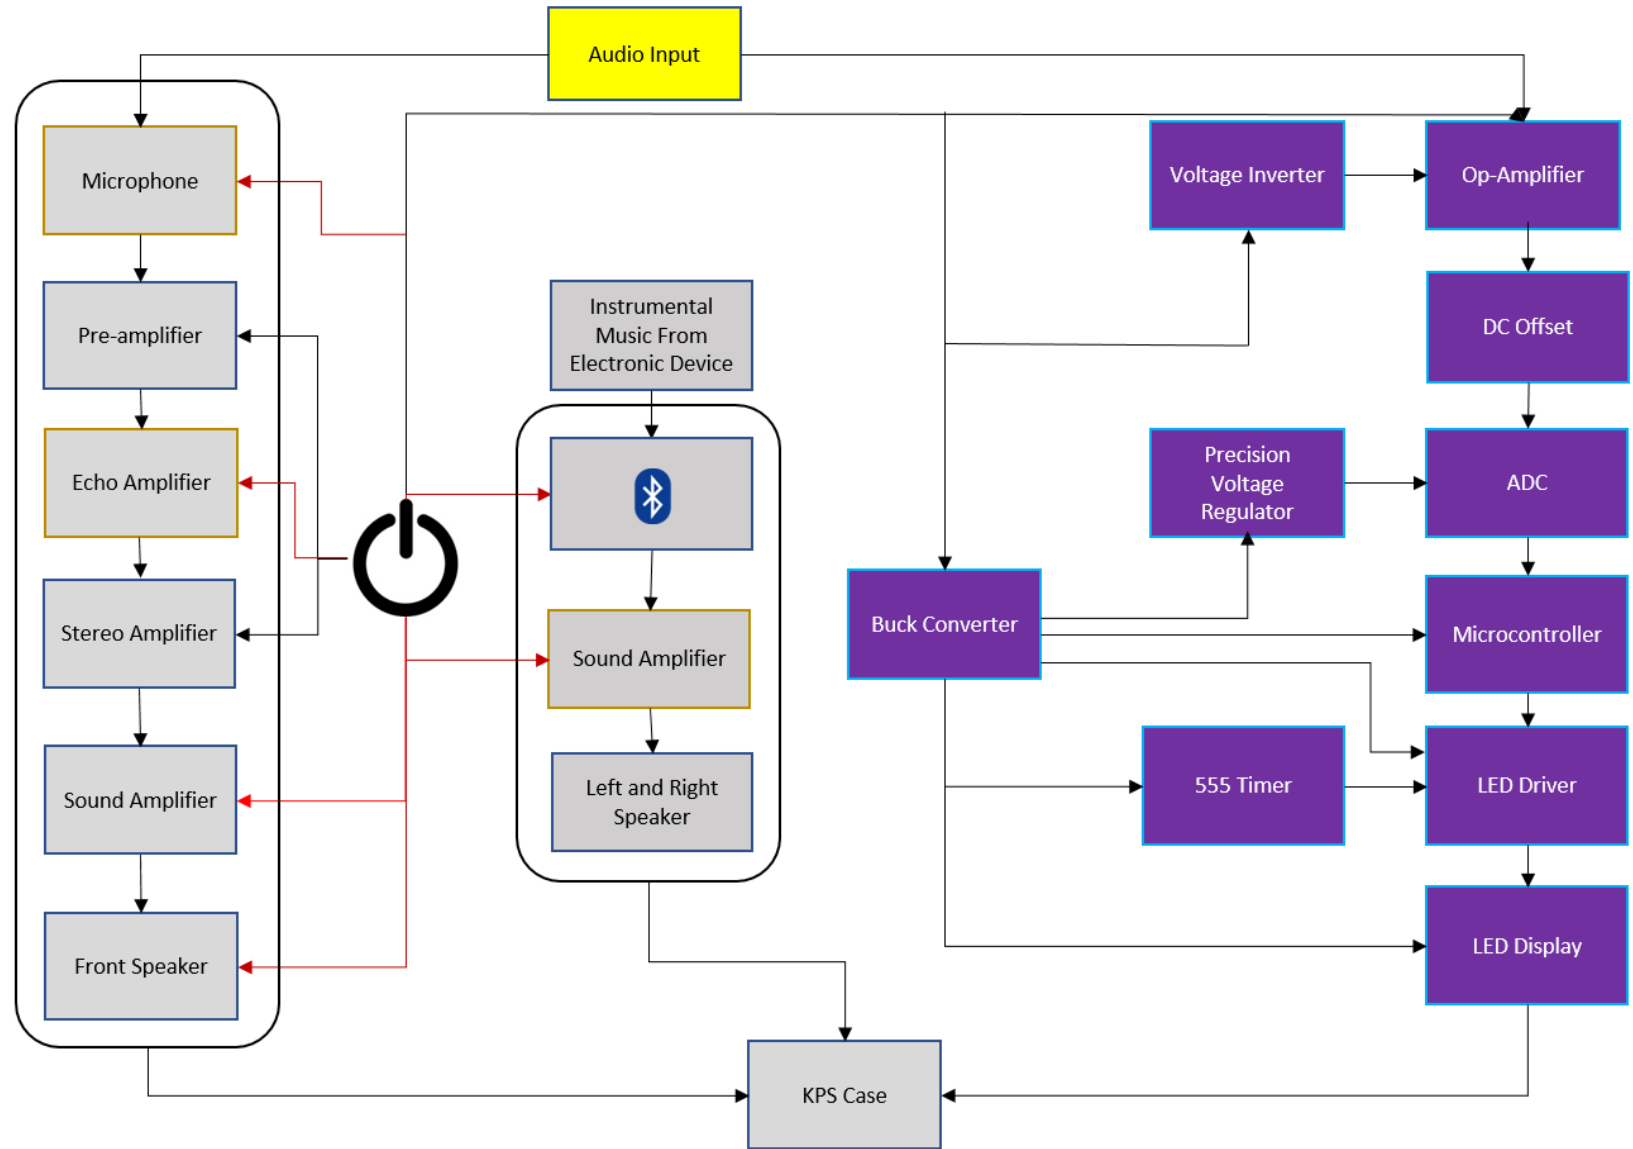 Audio Input
Microphone
Pre-amplifier
Echo Amplifier
Stereo Amplifier
Sound Amplifier
Front Speaker
Instrumental
Music From
Electronic Device
Sound Amplifier
Left and Right
Speaker
KPS Case
Buck Converter
Voltage Inverter
Precision
Voltage
Regulator
555 Timer
Op-Amplifier
DC Offset
ADC
Microcontroller
LED Driver
LED Display